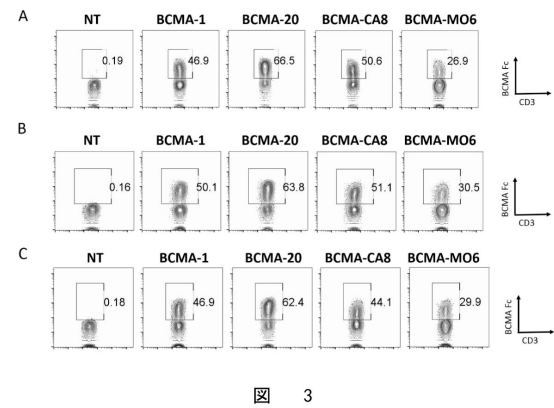 A
NT BCMA-1 BCMA-20 BCMA-CA8 BCMA-MO6
0.19 46.9 66.5 50.6 26.9
BCMA Fc
CD3
B
NT BCMA-1 BCMA-20 BCMA-CA8 BCMA-MO6
0.16 50.1 63.8 51.1 30.5
BCMA Fc
CD3
C
NT BCMA-1 BCMA-20 BCMA-CA8 BCMA-MO6
0.18 46.9 62.4 44.1 29.9
BCMA Fc
CD3
図 3